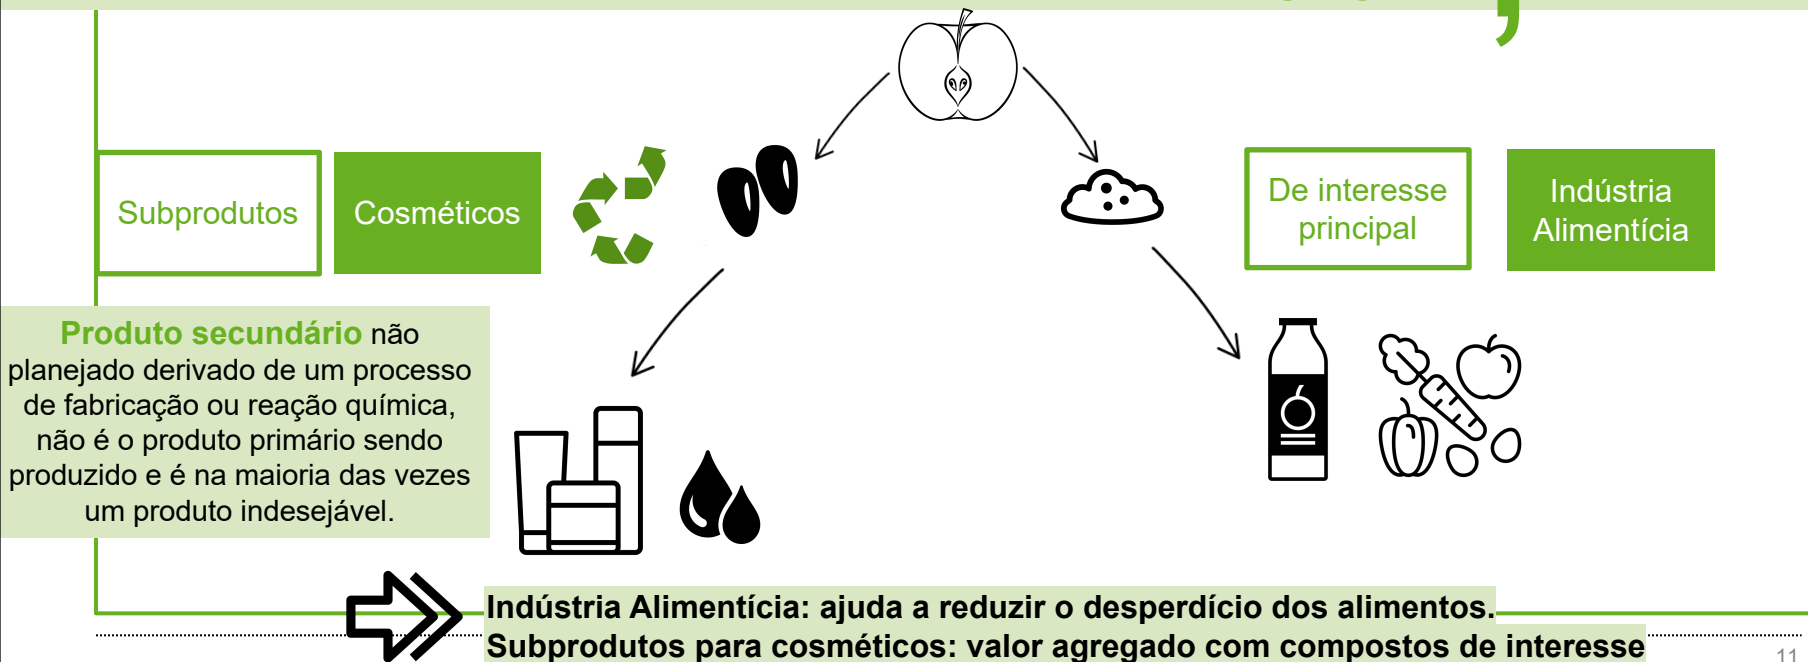 Subprodutos
Cosméticos
De interesse
principal
Indústria
Alimentícia
Produto secundário não
planejado derivado de um processo
de fabricação ou reação química,
não é o produto primário sendo
produzido e é na maioria das vezes
um produto indesejável.
Indústria Alimentícia: ajuda a reduzir o desperdício dos alimentos.
Subprodutos para cosméticos: valor agregado com compostos de interesse
11